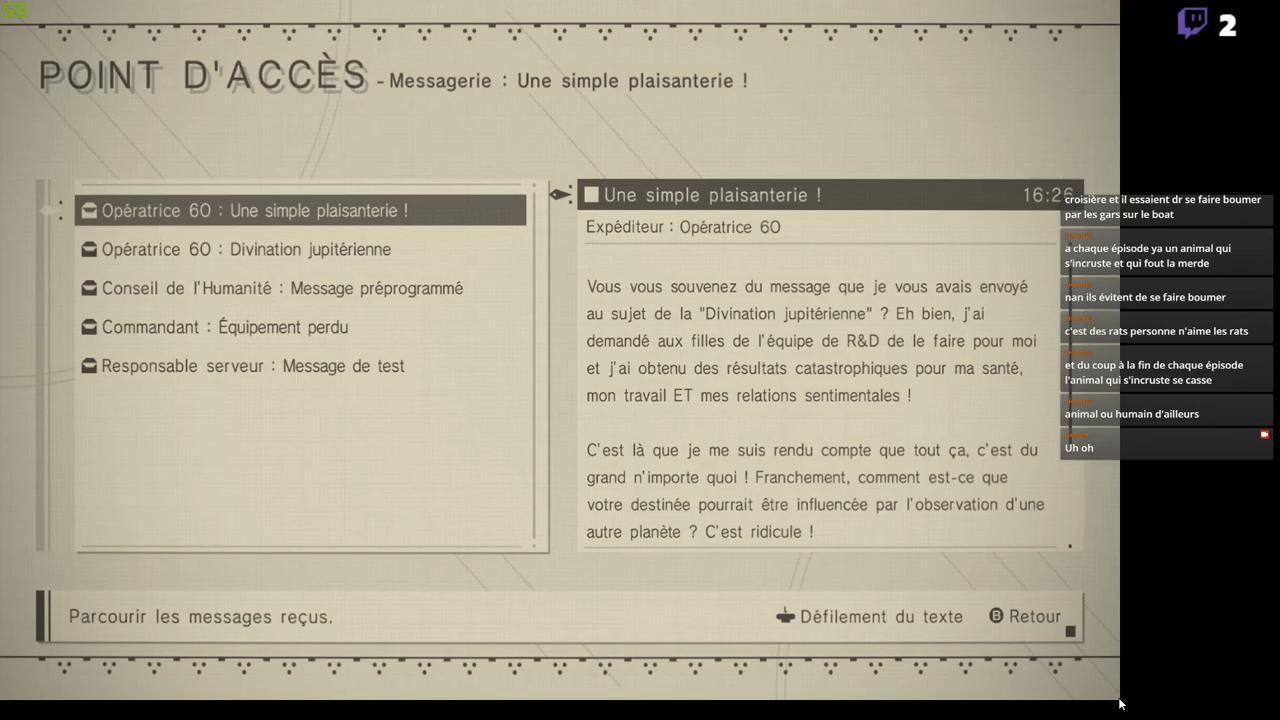 59
2
POINT D'ACCÈS - Messagerie : Une simple plaisanterie !
Opératrice 60 : Une simple plaisanterie !
Opératrice 60 : Divination jupitérienne
Conseil de l'Humanité : Message préprogrammé
Commandant : Équipement perdu
Responsable serveur : Message de test
Une simple plaisanterie ! 16:26
Expéditeur : Opératrice 60
Vous vous souvenez du message que je vous avais envoyé
au sujet de la "Divination jupitérienne" ? Eh bien, j'ai
demandé aux filles de l'équipe de R&D de le faire pour moi
et j'ai obtenu des résultats catastrophiques pour ma santé,
mon travail ET mes relations sentimentales !
C'est là que je me suis rendu compte que tout ça, c'est du
grand n'importe quoi ! Franchement, comment est-ce que
votre destinée pourrait être influencée par l'observation d'une
autre planète ? C'est ridicule !
Parcourir les messages reçus.
Défilement du texte
B Retour
croisière et il essaient dr se faire boumer
par les gars sur le boat
a chaque épisode ya un animal qui
s'incruste et qui fout la merde
nan ils évitent de se faire boumer
c'est des rats personne n'aime les rats
et du coup à la fin de chaque épisode
l'animal qui s'incruste se casse
animal ou humain d'ailleurs
Uh oh